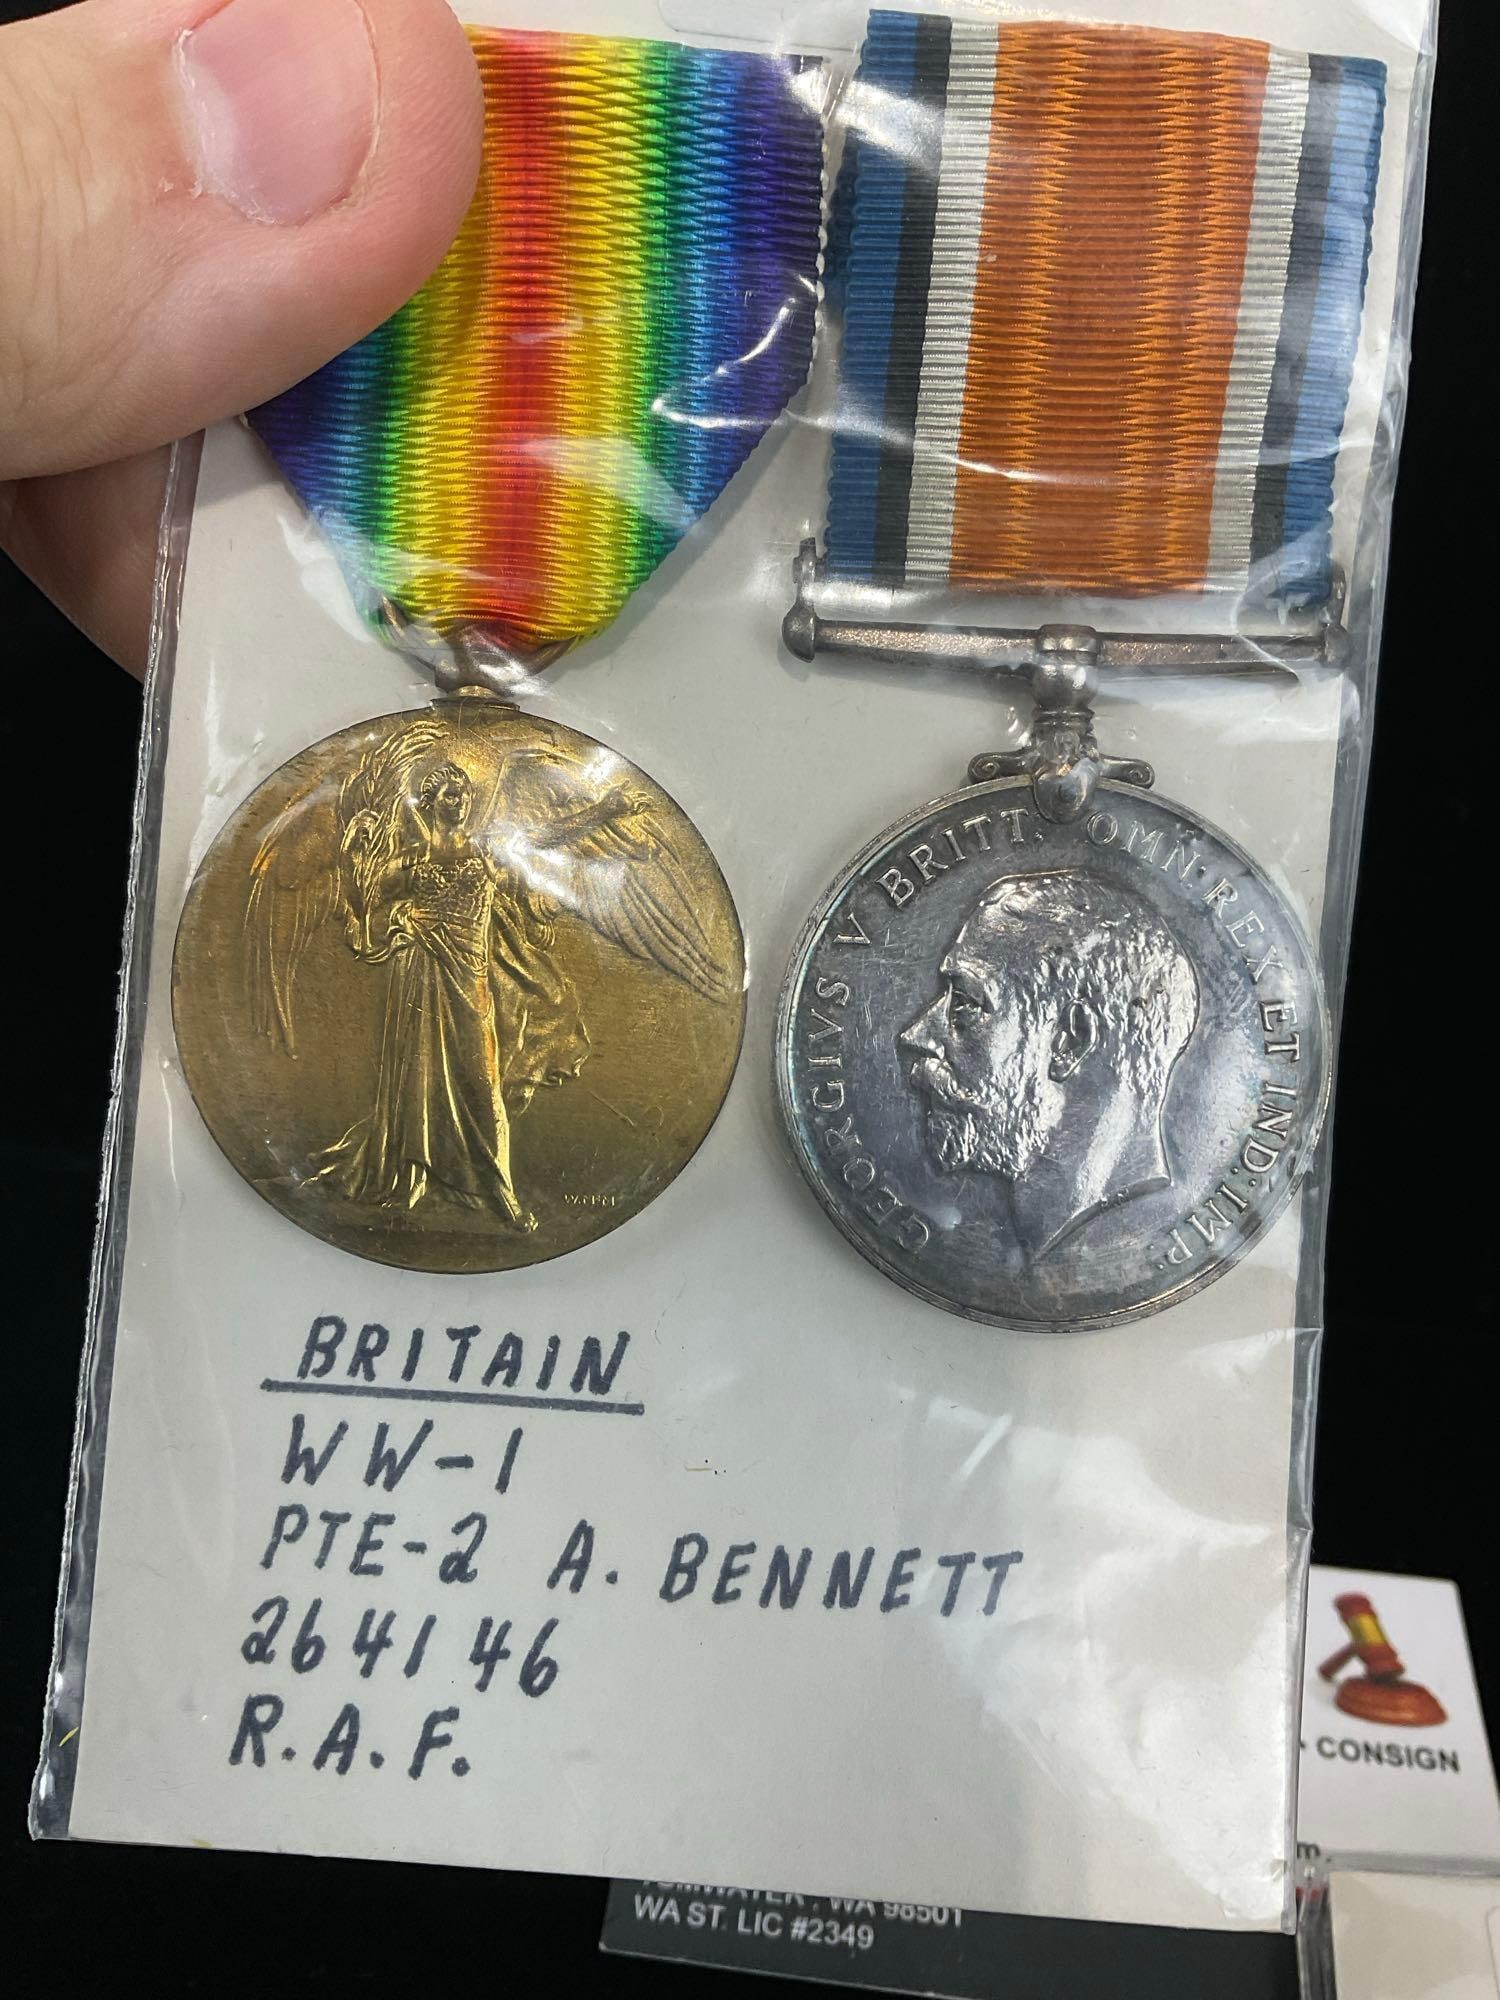 GEORGIVS V BRITT: OMN: REX ET IND: IMP:
W.McM
BRITAIN
WW-1
PTE-2 A. BENNETT
264146
R.A.F.
CONSIGN
m.
TUMWATER, WA 98501
WA ST. LIC #2349